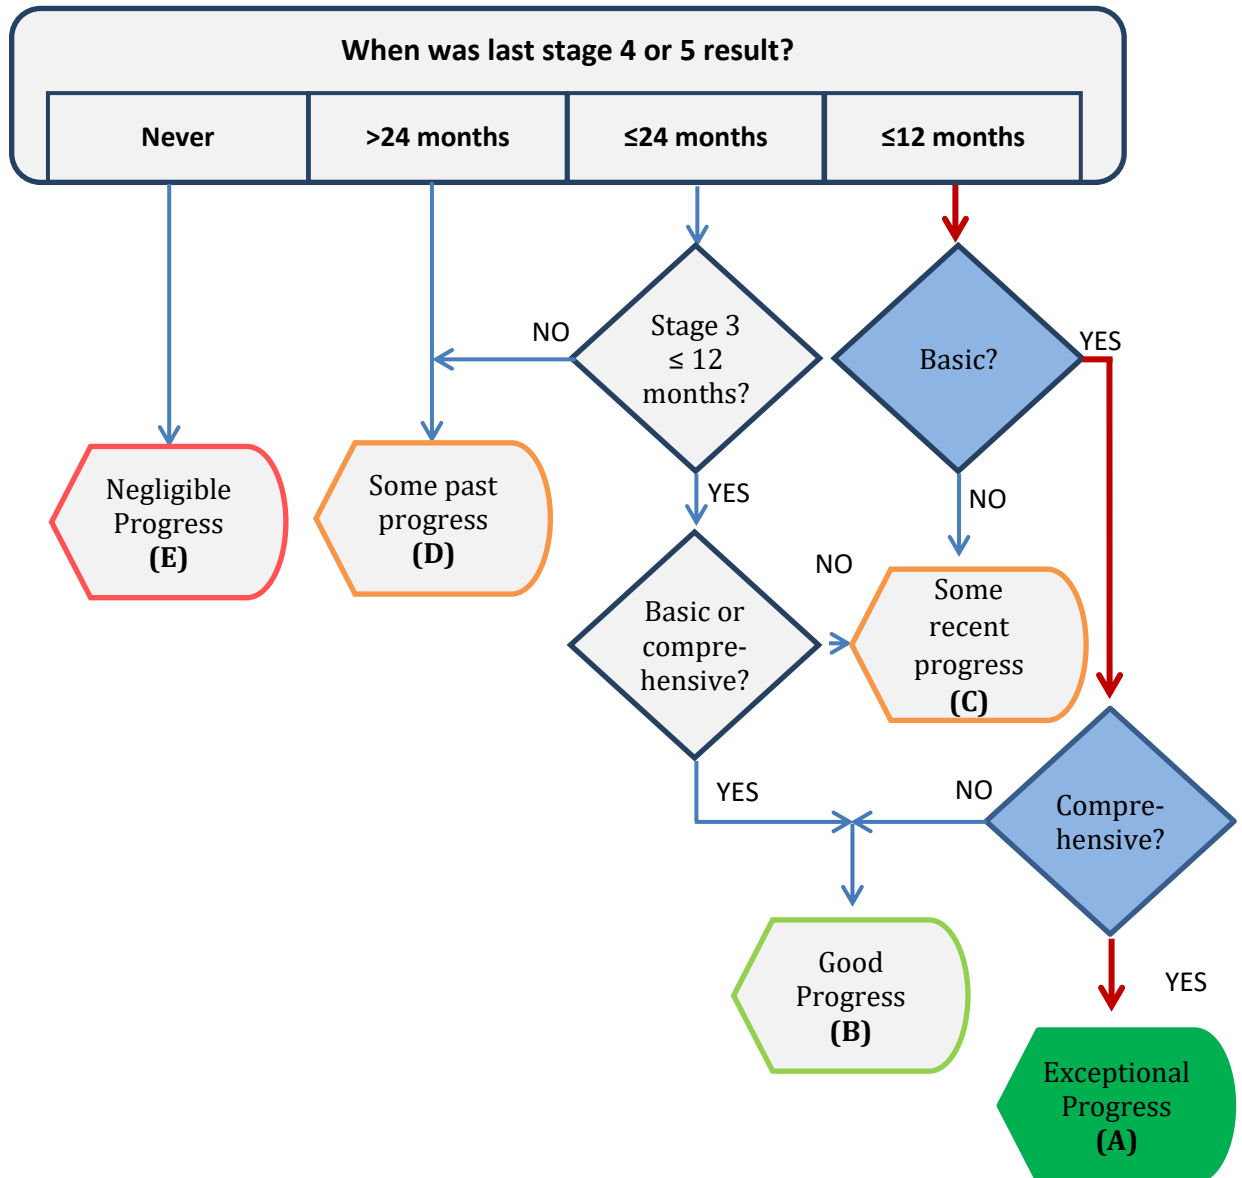 When was last stage 4 or 5 result?
Never
>24 months
≤24 months
≤12 months
NO
Stage 3
≤ 12
months?
Basic?
YES
Negligible
Progress
(E)
Some past
progress
(D)
YES
NO
NO
Basic or
compre-
hensive?
Some
recent
progress
(C)
YES
NO
Compre-
hensive?
Good
Progress
(B)
YES
Exceptional
Progress
(A)